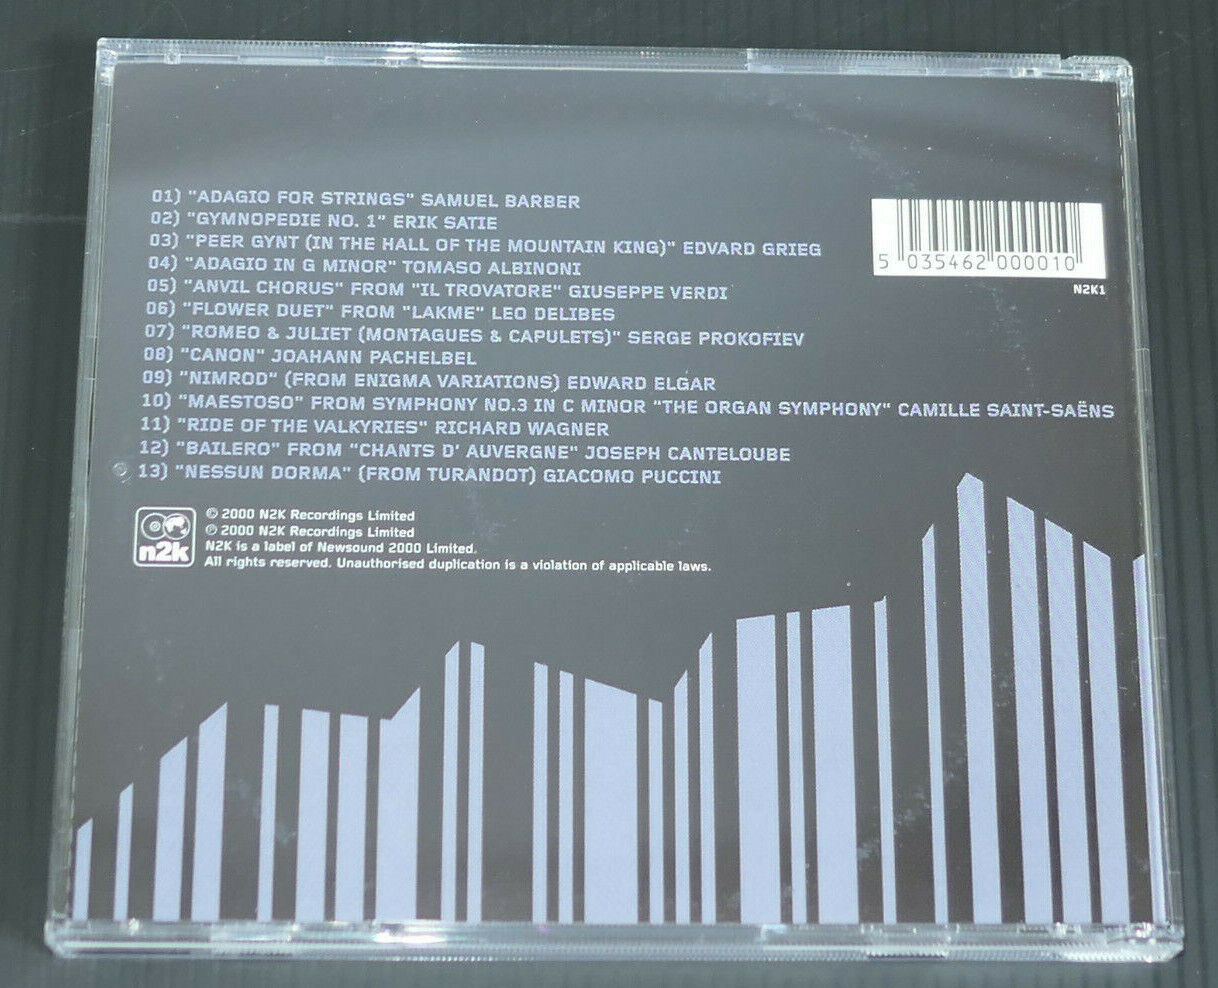 01) "ADAGIO FOR STRINGS" SAMUEL BARBER
02) "GYMNOPEDIE NO. 1" ERIK SATIE
03) "PEER GYNT (IN THE HALL OF THE MOUNTAIN KING)" EDVARD GRIEG
04) "ADAGIO IN G MINOR" TOMASO ALBINONI
05) "ANVIL CHORUS" FROM "IL TROVATORE" GIUSEPPE VERDI
06) "FLOWER DUET" FROM "LAKME" LEO DELIBES
07) "ROMEO & JULIET (MONTAGUES & CAPULETS)" SERGE PROKOFIEV
08) "CANON" JOAHANN PACHELBEL
09) "NIMROD" (FROM ENIGMA VARIATIONS) EDWARD ELGAR
10) "MAESTOSO" FROM SYMPHONY NO.3 IN C MINOR "THE ORGAN SYMPHONY" CAMILLE SAINT-SAËNS
11) "RIDE OF THE VALKYRIES" RICHARD WAGNER
12) "BAILERO" FROM "CHANTS D' AUVERGNE" JOSEPH CANTELOUBE
13) "NESSUN DORMA" (FROM TURANDOT) GIACOMO PUCCINI
5 035462 000010
N2K1
n2k
© 2000 N2K Recordings Limited
℗ 2000 N2K Recordings Limited
N2K is a label of Newsound 2000 Limited.
All rights reserved. Unauthorised duplication is a violation of applicable laws.